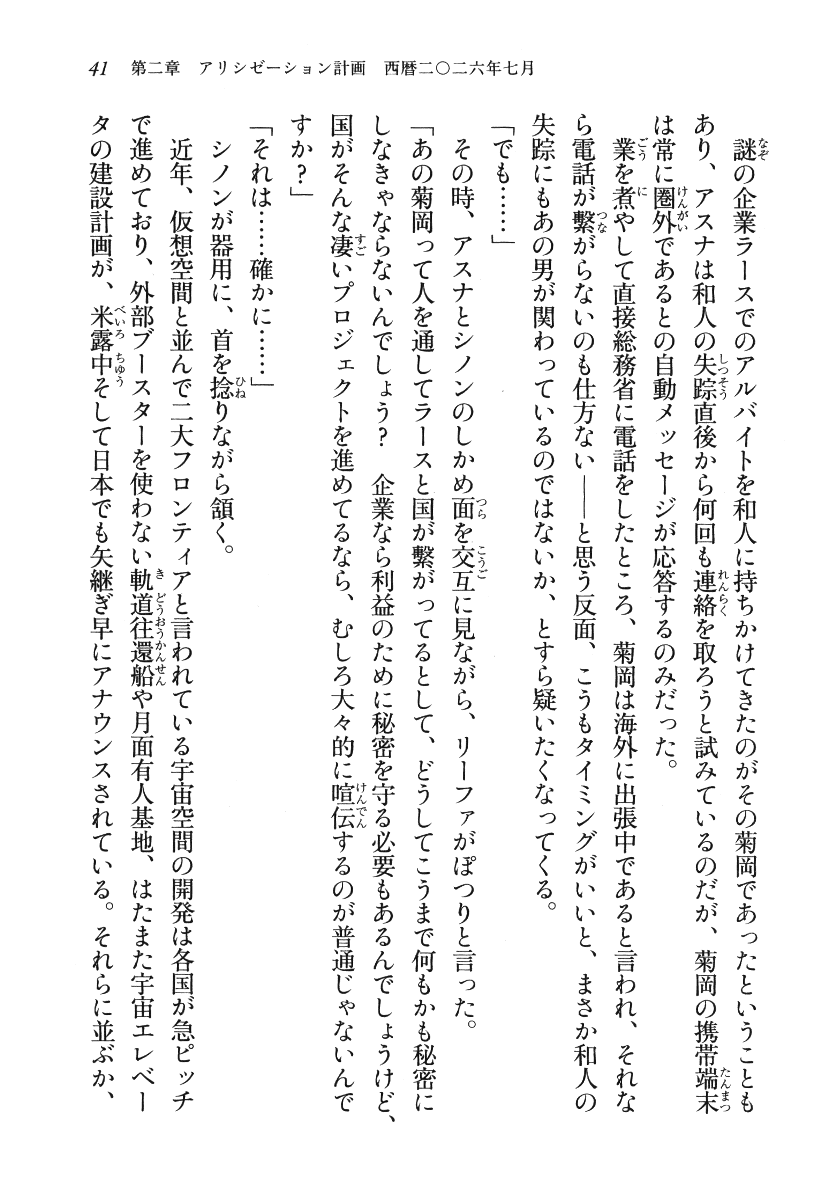 41 第二章 アリシゼーション計画 西暦二〇二六年七月
謎の企業ラースでのアルバイトを和人に持ちかけてきたのがその菊岡であったということも
あり、アスナは和人の失踪直後から何回も連絡を取ろうと試みているのだが、菊岡の携帯端末
は常に圏外であるとの自動メッセージが応答するのみだった。
業を煮やして直接総務省に電話をしたところ、菊岡は海外に出張中であると言われ、それな
ら電話が繋がらないのも仕方ない――と思う反面、こうもタイミングがいいと、まさか和人の
失踪にもあの男が関わっているのではないか、とすら疑いたくなってくる。
「でも……」
その時、アスナとシノンのしかめ面を交互に見ながら、リーファがぽつりと言った。
「あの菊岡って人を通してラースと国が繋がってるとして、どうしてこうまで何もかも秘密に
しなきゃならないんでしょう？ 企業なら利益のために秘密を守る必要もあるんでしょうけど、
国がそんな凄いプロジェクトを進めてるなら、むしろ大々的に喧伝するのが普通じゃないんで
すか？」
「それは……確かに……」
シノンが器用に、首を捻りながら頷く。
近年、仮想空間と並んで二大フロンティアと言われている宇宙空間の開発は各国が急ピッチ
で進めており、外部ブースターを使わない軌道往還船や月面有人基地、はたまた宇宙エレベー
タの建設計画が、米露中そして日本でも矢継ぎ早にアナウンスされている。それらに並ぶか、